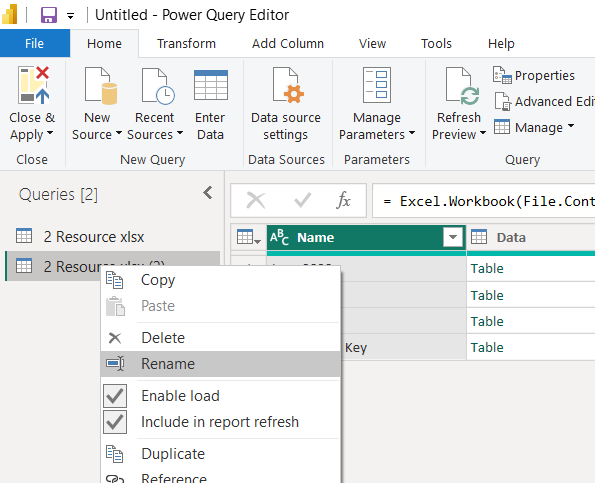 Untitled - Power Query Editor
File Home Transform Add Column View Tools Help
Close & Apply
New Source
Recent Sources
Enter Data
Data source settings
Manage Parameters
Refresh Preview
Properties
Advanced Edi
Manage
Close New Query Data Sources Parameters Query
Queries [2]
fx = Excel.Workbook(File.Cont
ABC Name Data
2 Resource xlsx
2 Resource xlsx (2)
Table
Table
Table
Key Table
Copy
Paste
Delete
Rename
Enable load
Include in report refresh
Duplicate
Reference